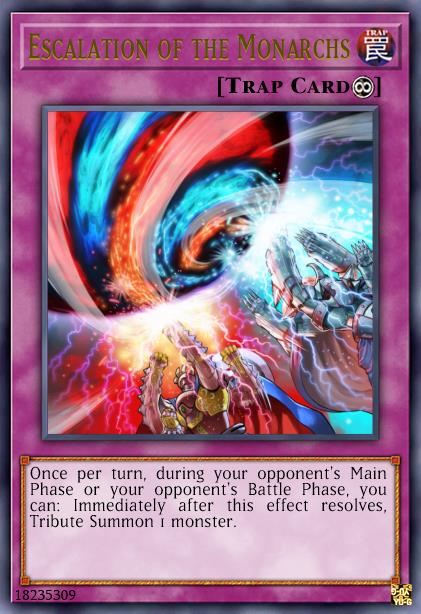 Escalation of the Monarchs
TRAP
罠
[Trap Card]
Once per turn, during your opponent's Main
Phase or your opponent's Battle Phase, you
can: Immediately after this effect resolves,
Tribute Summon 1 monster.
18235309